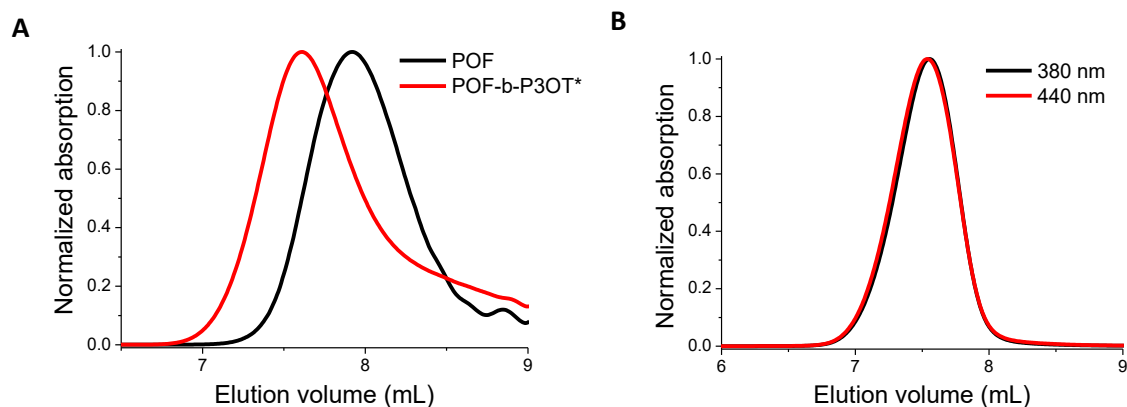 A
POF
POF-b-P3OT*
Normalized absorption
1.0
0.8
0.6
0.4
0.2
0.0
7
8
9
Elution volume (mL)
B
380 nm
440 nm
Normalized absorption
1.0
0.8
0.6
0.4
0.2
0.0
6
7
8
9
Elution volume (mL)